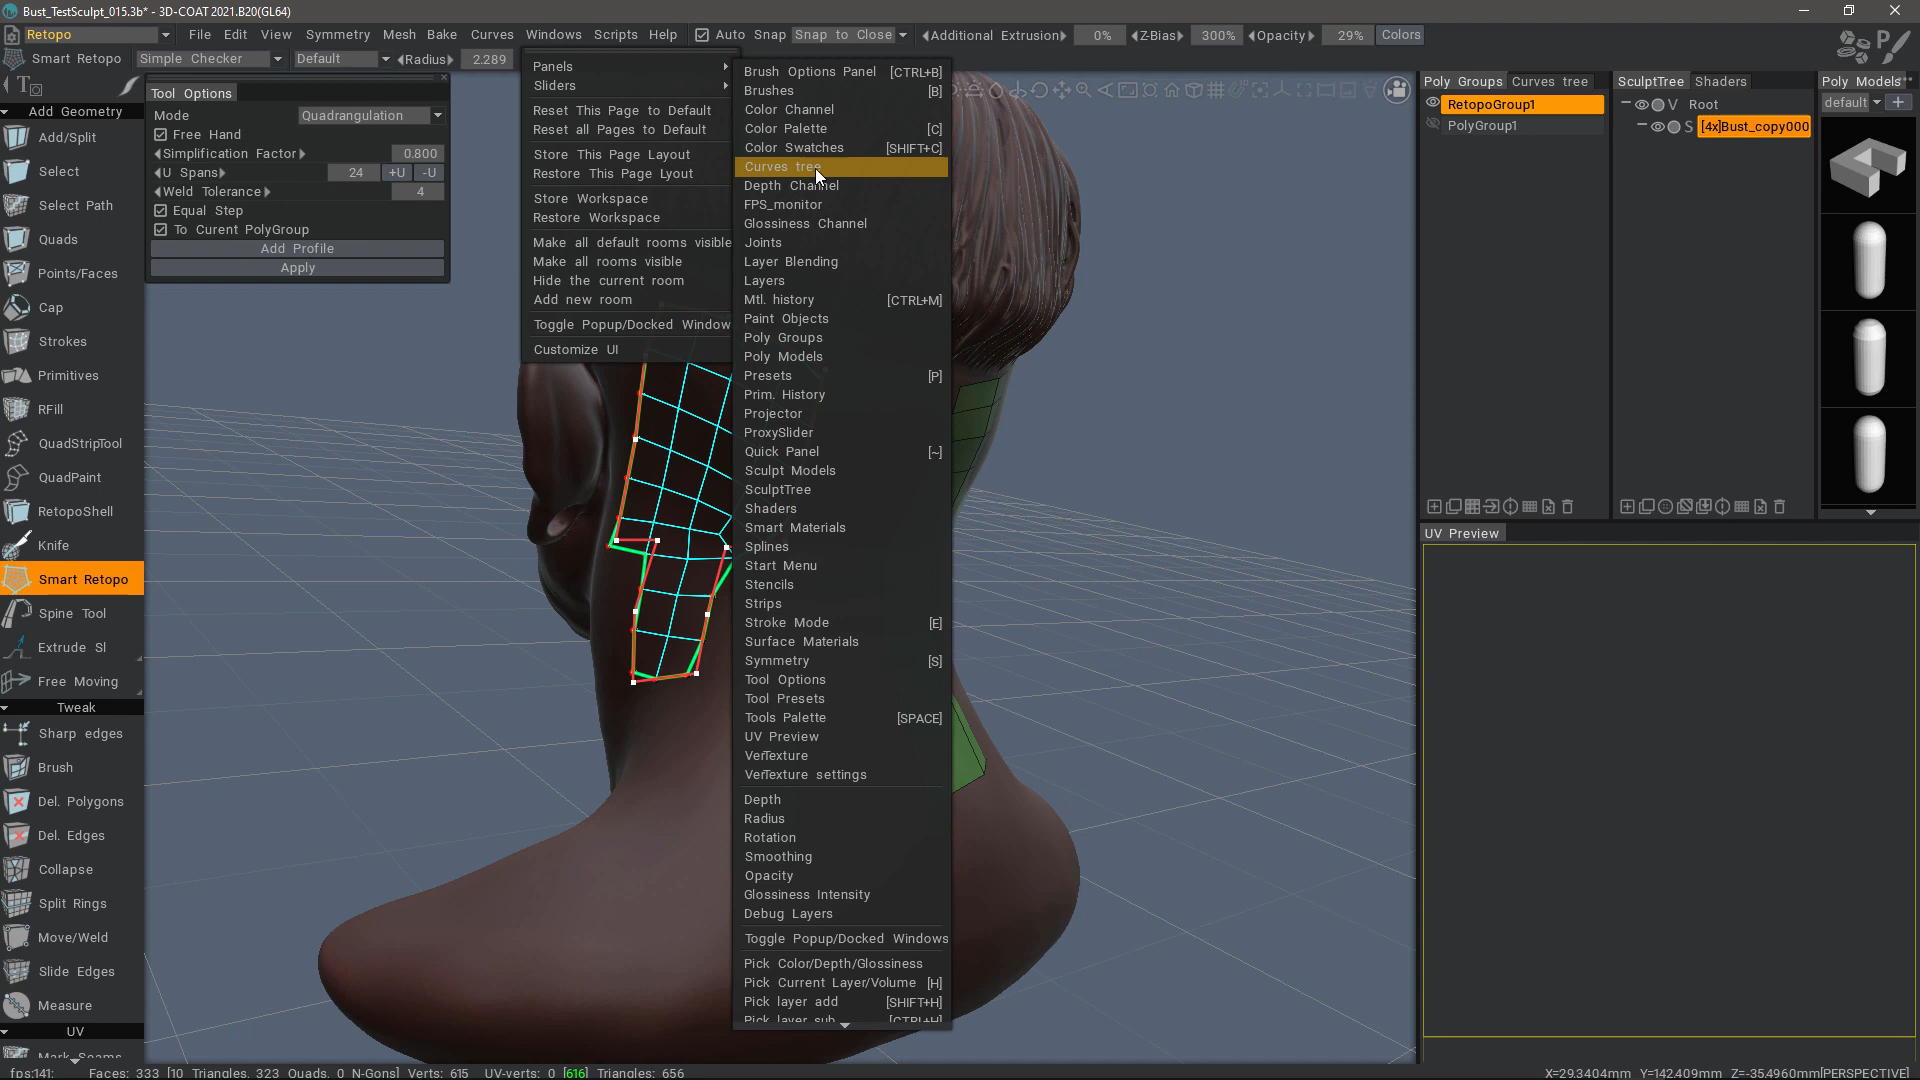 Bust_TestSculpt_015.3b* - 3D-COAT 2021.B20(GL64)
Retopo File Edit View Symmetry Mesh Bake Curves Windows Scripts Help Auto Snap Snap to Close Additional Extrusion 0% Z-Bias 300% Opacity 29% Colors
Smart Retopo Simple Checker Default Radius 2.289
Tool Options
Mode Quadrangulation
Free Hand
Simplification Factor 0.800
U Spans 24 +U -U
Weld Tolerance 4
Equal Step
To Curent PolyGroup
Add Profile
Apply
Add Geometry
Add/Split
Select
Select Path
Quads
Points/Faces
Cap
Strokes
Primitives
RFill
QuadStripTool
QuadPaint
RetopoShell
Knife
Smart Retopo
Spine Tool
Extrude Sl
Free Moving
Tweak
Sharp edges
Brush
Del. Polygons
Del. Edges
Collapse
Split Rings
Move/Weld
Slide Edges
Measure
UV
Mark Seams
Panels
Sliders
Reset This Page to Default
Reset all Pages to Default
Store This Page Layout
Restore This Page Lyout
Store Workspace
Restore Workspace
Make all default rooms visible
Make all rooms visible
Hide the current room
Add new room
Toggle Popup/Docked Window
Customize UI
Brush Options Panel [CTRL+B]
Brushes [B]
Color Channel
Color Palette [C]
Color Swatches [SHIFT+C]
Curves tree
Depth Channel
FPS_monitor
Glossiness Channel
Joints
Layer Blending
Layers
Mtl. history [CTRL+M]
Paint Objects
Poly Groups
Poly Models
Presets [P]
Prim. History
Projector
ProxySlider
Quick Panel [~]
Sculpt Models
SculptTree
Shaders
Smart Materials
Splines
Start Menu
Stencils
Strips
Stroke Mode [E]
Surface Materials
Symmetry [S]
Tool Options
Tool Presets
Tools Palette [SPACE]
UV Preview
VerTexture
VerTexture settings
Depth
Radius
Rotation
Smoothing
Opacity
Glossiness Intensity
Debug Layers
Toggle Popup/Docked Windows
Pick Color/Depth/Glossiness
Pick Current Layer/Volume [H]
Pick layer add [SHIFT+H]
Pick layer sub [CTRL+H]
Poly Groups Curves tree
RetopoGroup1
PolyGroup1
SculptTree Shaders
V Root
S [4x]Bust_copy000
Poly Models
default
UV Preview
fps:141; Faces: 333 [10 Triangles, 323 Quads, 0 N-Gons] Verts: 615 UV-verts: 0 [616] Triangles: 656
X=29.3404mm Y=142.409mm Z=-35.4960mm[PERSPECTIVE]